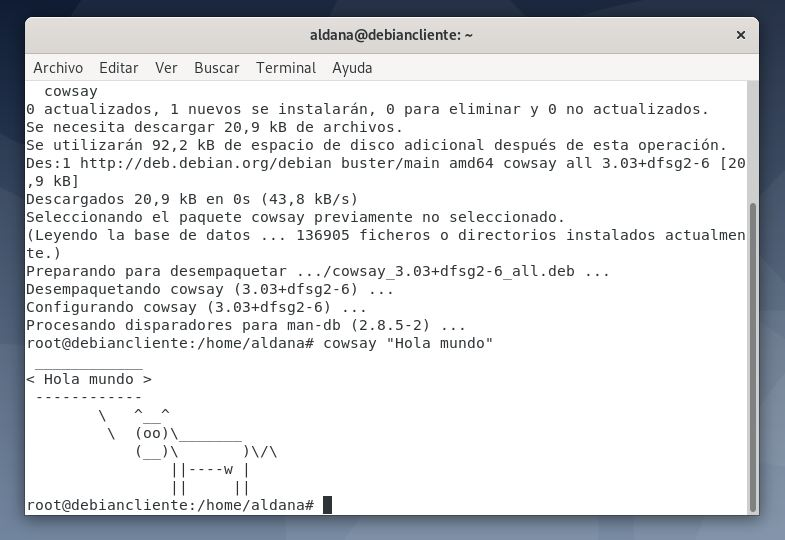 aldana@debiancliente: ~
Archivo Editar Ver Buscar Terminal Ayuda
  cowsay
0 actualizados, 1 nuevos se instalarán, 0 para eliminar y 0 no actualizados.
Se necesita descargar 20,9 kB de archivos.
Se utilizarán 92,2 kB de espacio de disco adicional después de esta operación.
Des:1 http://deb.debian.org/debian buster/main amd64 cowsay all 3.03+dfsg2-6 [20
,9 kB]
Descargados 20,9 kB en 0s (43,8 kB/s)
Seleccionando el paquete cowsay previamente no seleccionado.
(Leyendo la base de datos ... 136905 ficheros o directorios instalados actualmen
te.)
Preparando para desempaquetar .../cowsay_3.03+dfsg2-6_all.deb ...
Desempaquetando cowsay (3.03+dfsg2-6) ...
Configurando cowsay (3.03+dfsg2-6) ...
Procesando disparadores para man-db (2.8.5-2) ...
root@debiancliente:/home/aldana# cowsay "Hola mundo"
 ____________
< Hola mundo >
 ------------
        \   ^__^
         \  (oo)\_______
            (__)\       )\/\
                ||----w |
                ||     ||
root@debiancliente:/home/aldana#